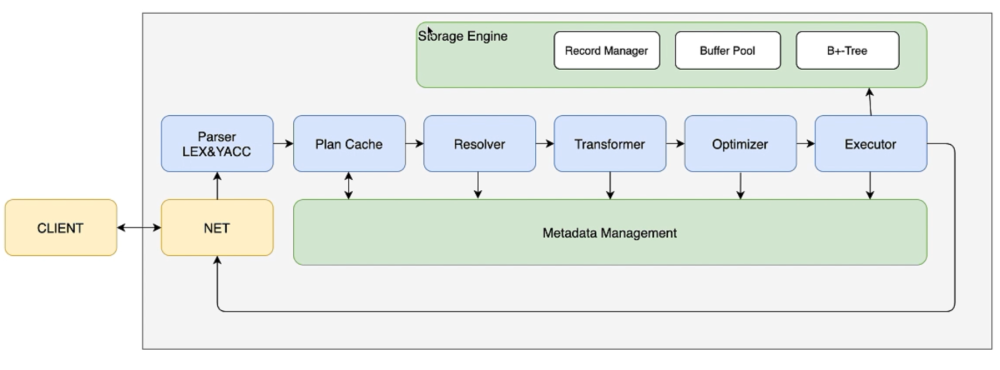 Storage Engine
Record Manager
Buffer Pool
B+-Tree
Parser
LEX&YACC
Plan Cache
Resolver
Transformer
Optimizer
Executor
CLIENT
NET
Metadata Management